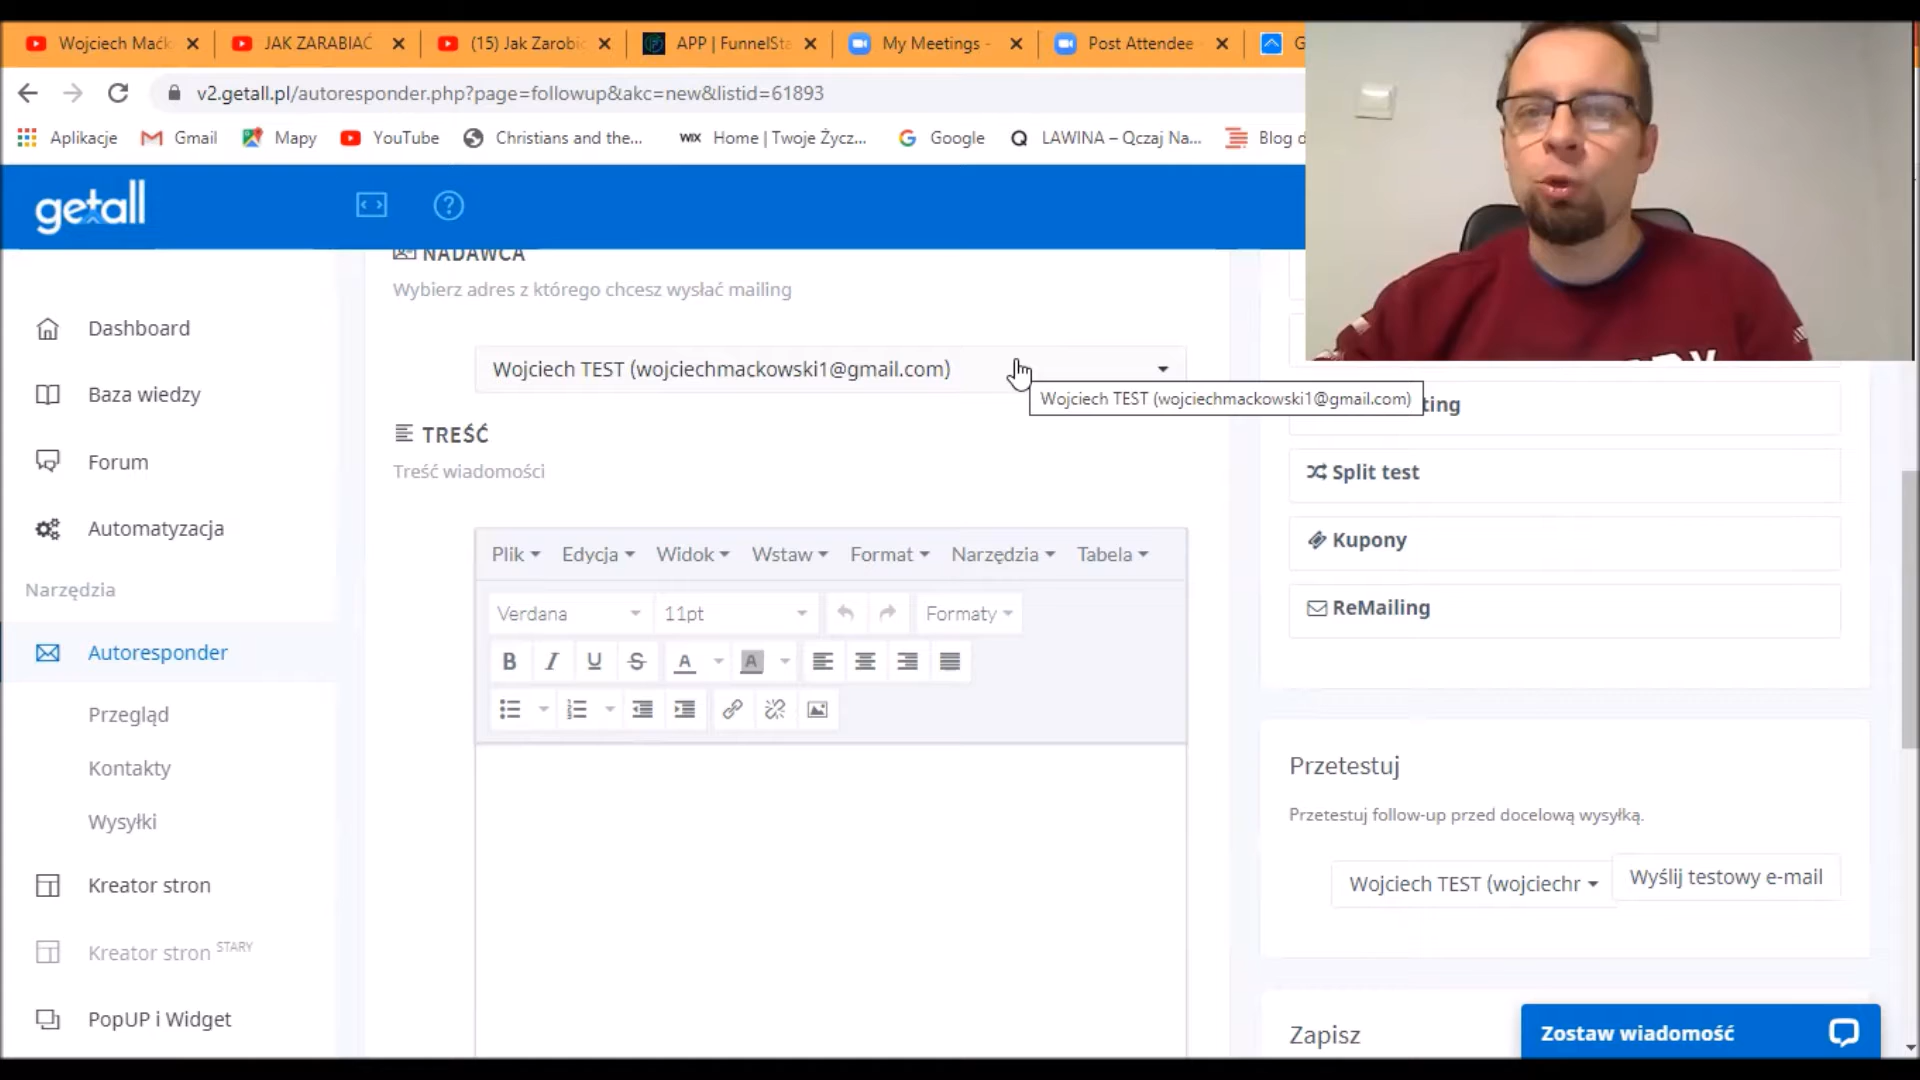 Wojciech Maćk
JAK ZARABIAĆ
(15) Jak Zarobić
APP | FunnelSta
My Meetings -
Post Attendee
G
v2.getall.pl/autoresponder.php?page=followup&akc=new&listid=61893
Aplikacje
Gmail
Mapy
YouTube
Christians and the...
WIX Home | Twoje Życz...
Google
LAWINA – Qczaj Na...
Blog d
getall
NADAWCA
Wybierz adres z którego chcesz wysłać mailing
Wojciech TEST (wojciechmackowski1@gmail.com)
Wojciech TEST (wojciechmackowski1@gmail.com)
TREŚĆ
Treść wiadomości
Plik Edycja Widok Wstaw Format Narzędzia Tabela
Verdana 11pt Formaty
B I U S A A
Dashboard
Baza wiedzy
Forum
Automatyzacja
Narzędzia
Autoresponder
Przegląd
Kontakty
Wysyłki
Kreator stron
Kreator stron STARY
PopUP i Widget
ting
Split test
Kupony
ReMailing
Przetestuj
Przetestuj follow-up przed docelową wysyłką.
Wojciech TEST (wojciechr
Wyślij testowy e-mail
Zapisz
Zostaw wiadomość